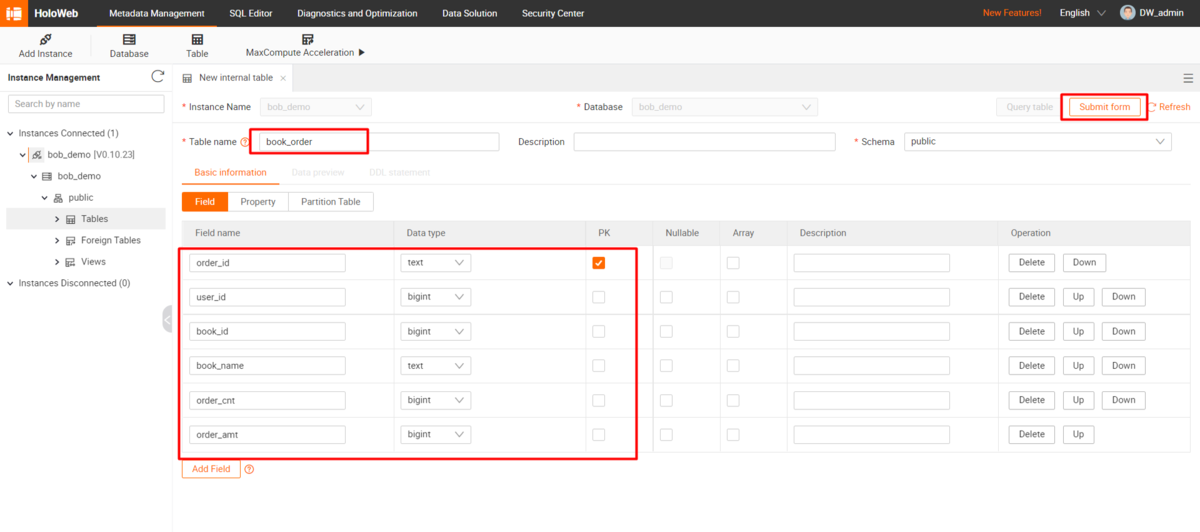 HoloWeb Metadata Management SQL Editor Diagnostics and Optimization Data Solution Security Center New Features! English DW_admin
Add Instance Database Table MaxCompute Acceleration
Instance Management New internal table
Search by name * Instance Name bob_demo * Database bob_demo Query table Submit form Refresh
Instances Connected (1) * Table name book_order Description * Schema public
bob_demo [V0.10.23]
bob_demo Basic information Data preview DDL statement
public Field Property Partition Table
Tables
Foreign Tables
Views
Instances Disconnected (0)
Field name Data type PK Nullable Array Description Operation
order_id text Delete Down
user_id bigint Delete Up Down
book_id bigint Delete Up Down
book_name text Delete Up Down
order_cnt bigint Delete Up Down
order_amt bigint Delete Up
Add Field